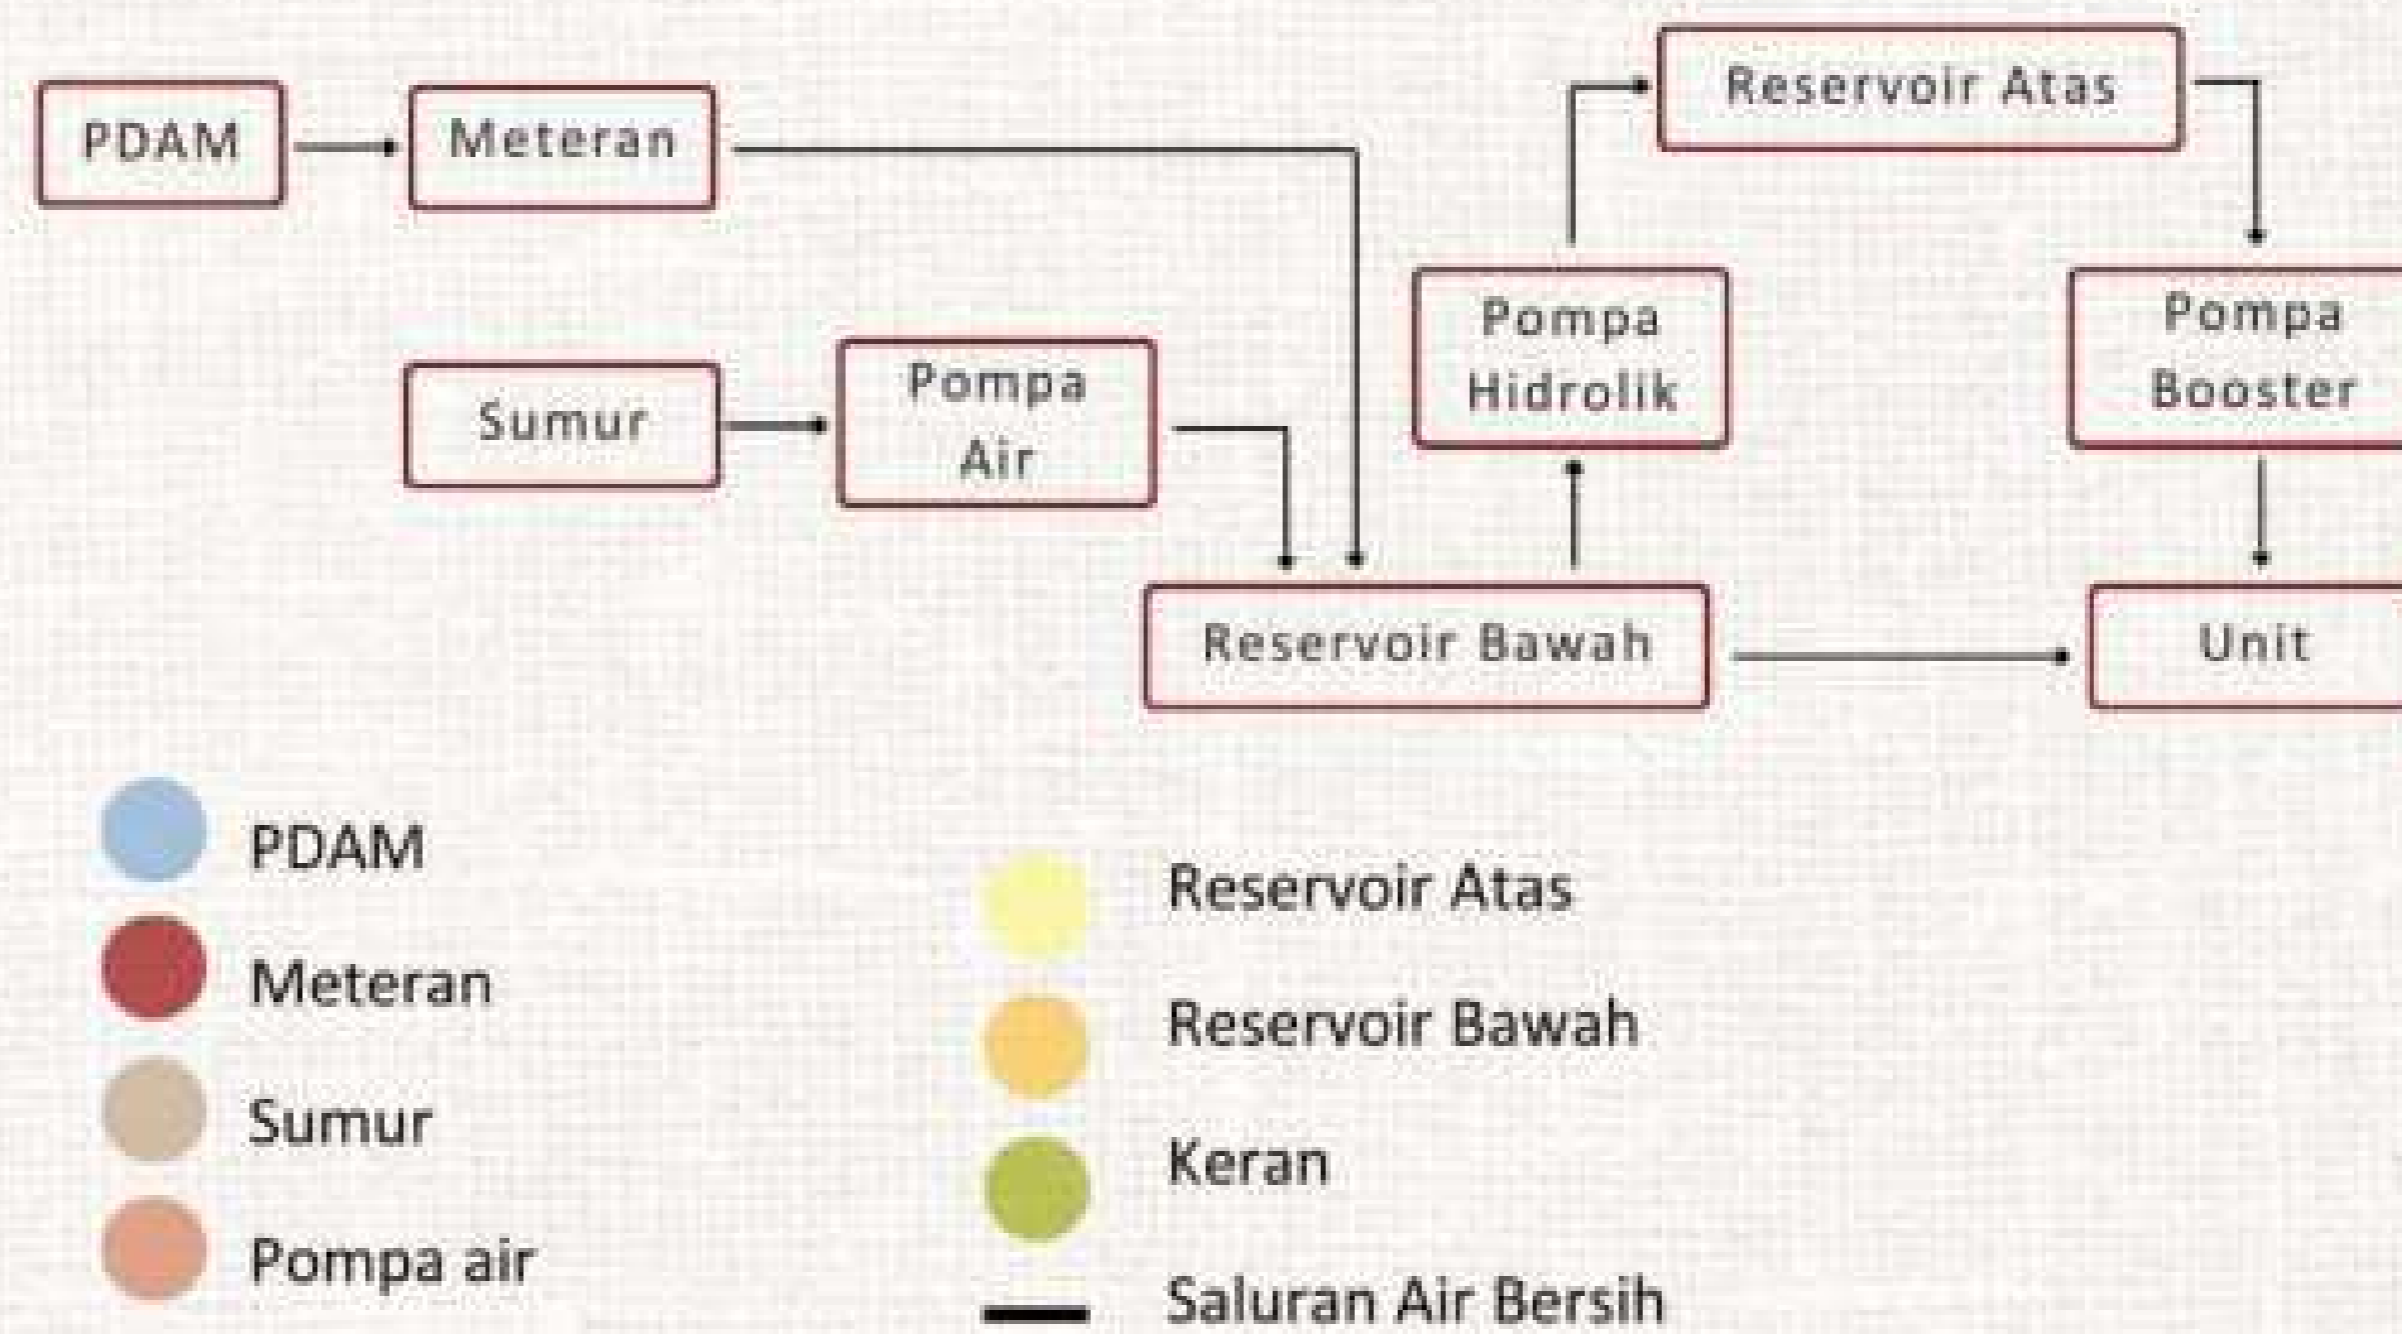 Reservoir Atas
PDAM
Meteran
Pompa
Hidrolik
Pompa
Booster
Sumur
Pompa
Air
Reservoir Bawah
Unit
PDAM
Meteran
Sumur
Pompa air
Reservoir Atas
Reservoir Bawah
Keran
Saluran Air Bersih